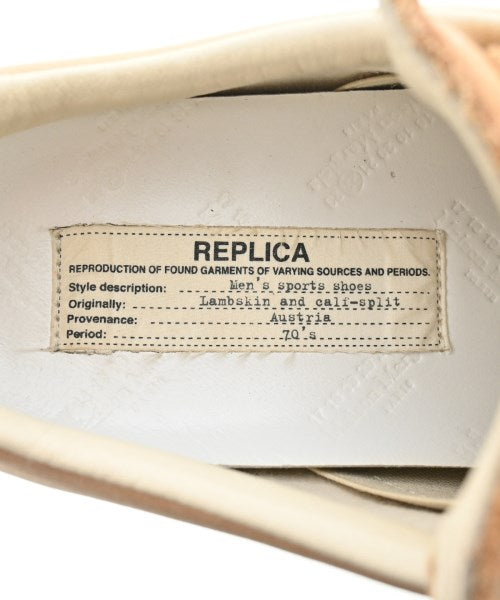 REPLICA
REPRODUCTION OF FOUND GARMENTS OF VARYING SOURCES AND PERIODS.
Style description: Men's sports shoes
Originally: Lambskin and calf-split
Provenance: Austria
Period: 70's